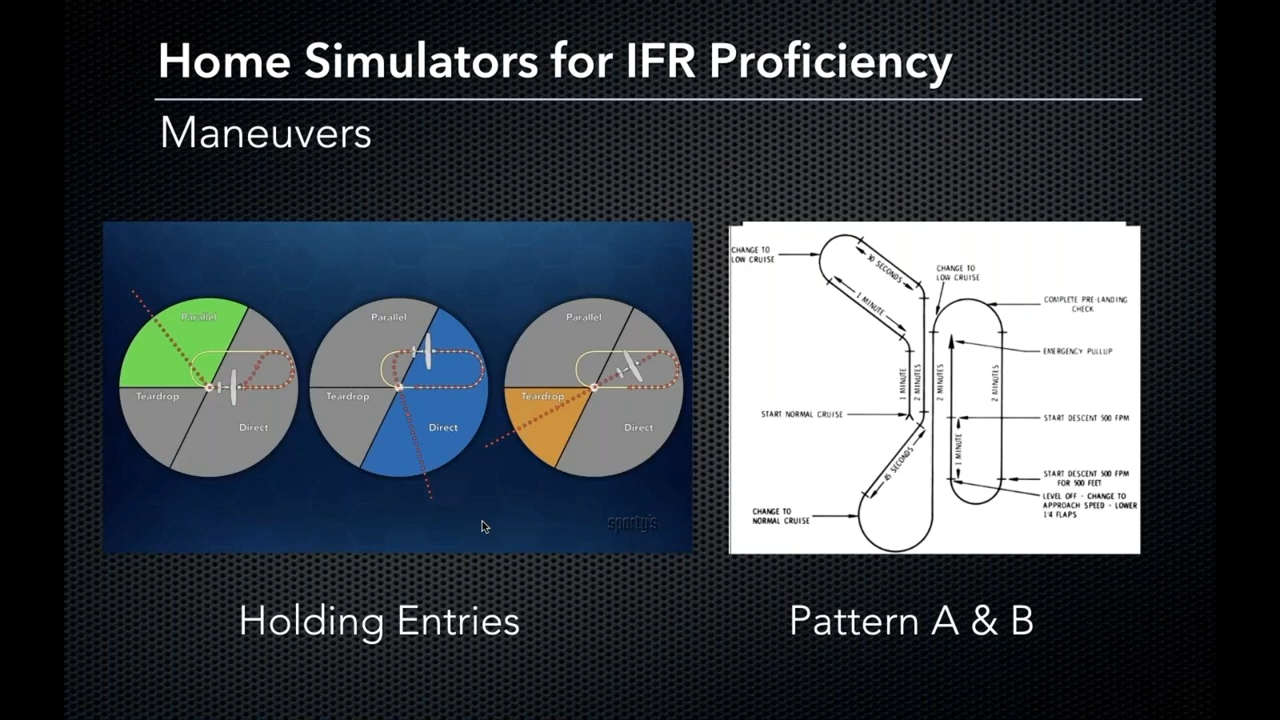 Home Simulators for IFR Proficiency
Maneuvers
Parallel
Teardrop
Direct
Parallel
Teardrop
Direct
Parallel
Teardrop
Direct
sporty's
CHANGE TO
LOW CRUISE
30 SECONDS
1 MINUTE
CHANGE TO
LOW CRUISE
COMPLETE PRE-LANDING
CHECK
EMERGENCY PULLUP
1 MINUTE
2 MINUTES
2 MINUTES
2 MINUTES
START NORMAL CRUISE
START DESCENT 500 FPM
1 MINUTE
45 SECONDS
START DESCENT 500 FPM
FOR 500 FEET
LEVEL OFF - CHANGE TO
APPROACH SPEED - LOWER
1/4 FLAPS
CHANGE TO
NORMAL CRUISE
Holding Entries
Pattern A & B